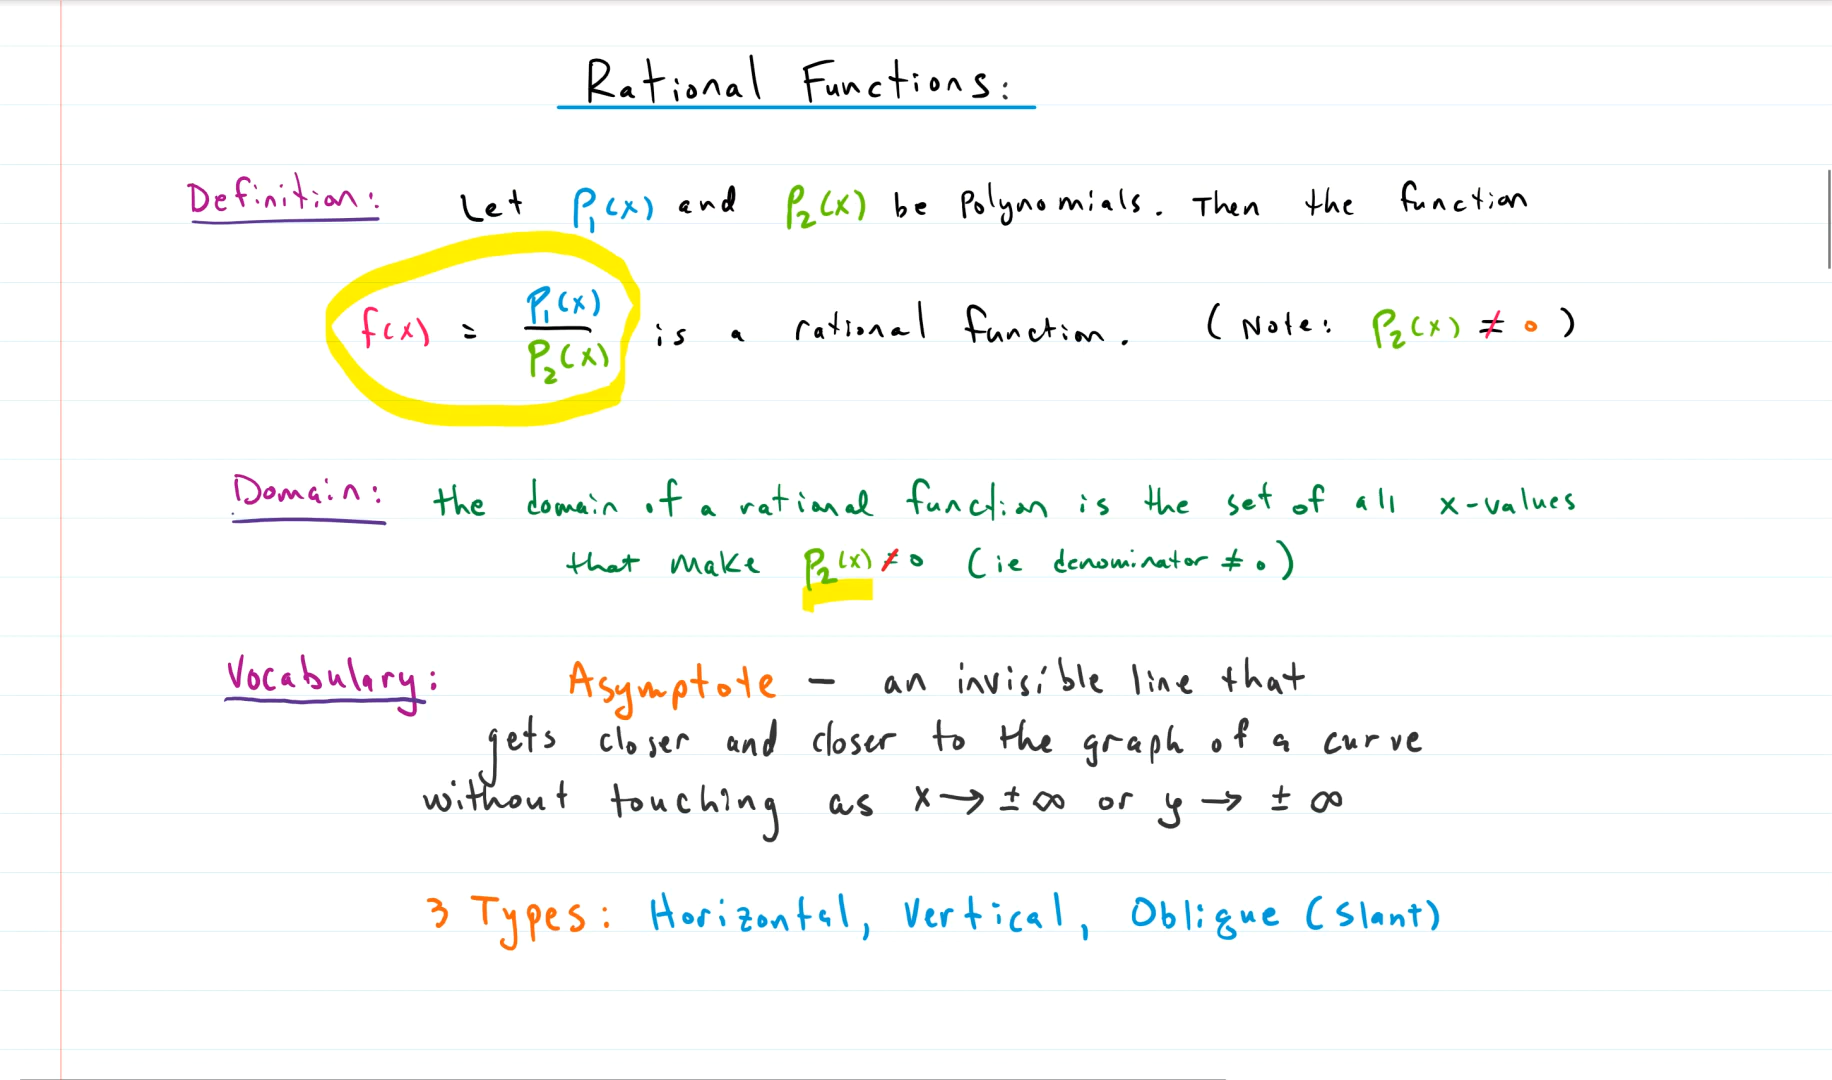 Rational Functions:
Definition: Let P₁(x) and P₂(x) be Polynomials. Then the function
f(x) = P₁(x)/P₂(x) is a rational function. (Note: P₂(x) ≠ 0)
Domain: the domain of a rational function is the set of all x-values
that make P₂(x) ≠ 0 (ie denominator ≠ 0)
Vocabulary: Asymptote – an invisible line that
gets closer and closer to the graph of a curve
without touching as x → ± ∞ or y → ± ∞
3 Types: Horizontal, Vertical, Oblique (Slant)